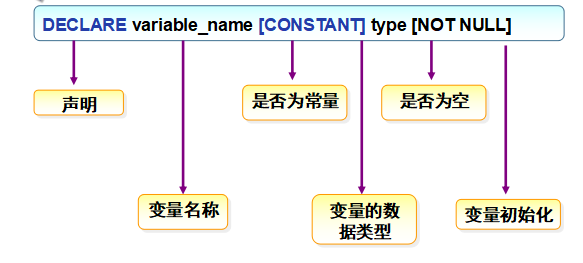 DECLARE variable_name [CONSTANT] type [NOT NULL]
声明
是否为常量
是否为空
变量名称
变量的数
据类型
变量初始化